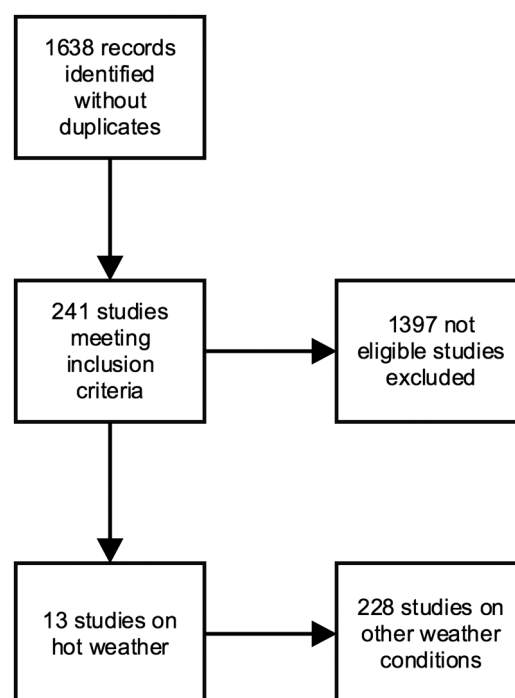 1638 records
identified
without
duplicates
241 studies
meeting
inclusion
criteria
1397 not
eligible studies
excluded
13 studies on
hot weather
228 studies on
other weather
conditions